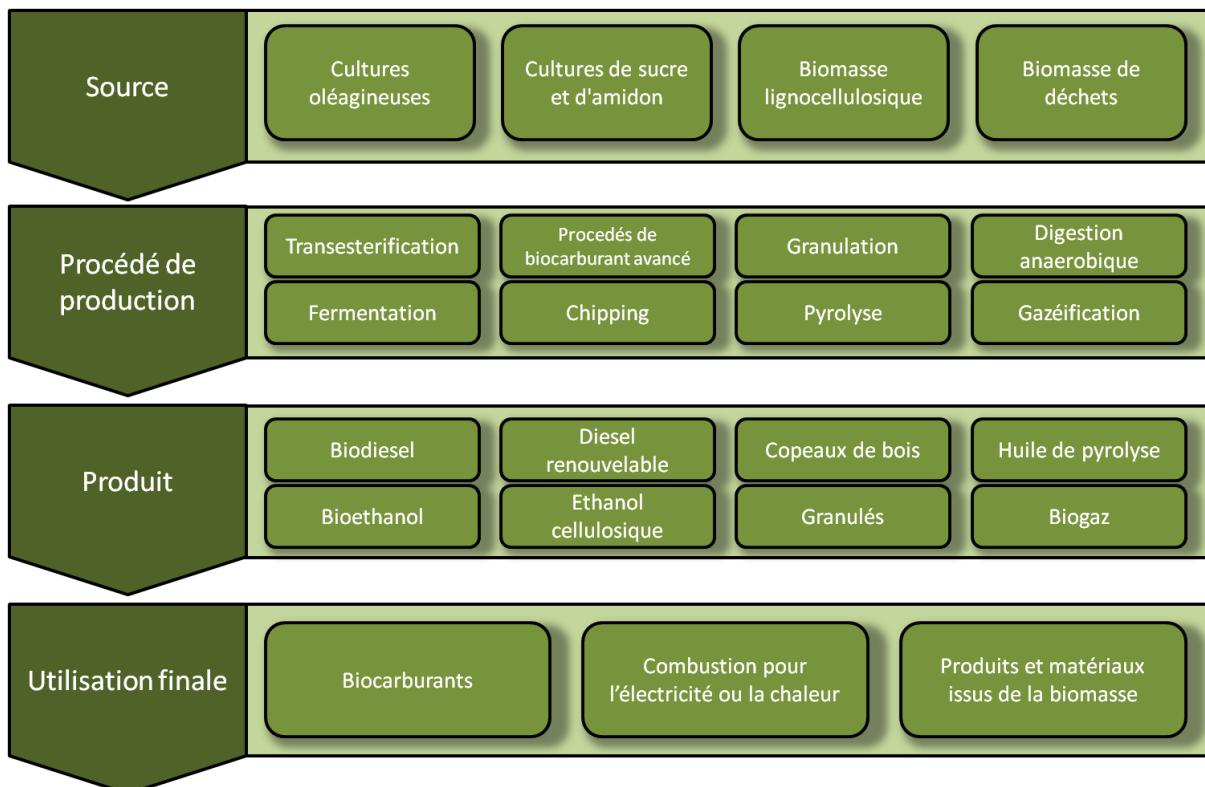 Source
Cultures
oléagineuses
Cultures de sucre
et d'amidon
Biomasse
lignocellulosique
Biomasse de
déchets
Procédé de
production
Transesterification
Procedés de
biocarburant avancé
Granulation
Digestion
anaerobique
Fermentation
Chipping
Pyrolyse
Gazéification
Produit
Biodiesel
Diesel
renouvelable
Copeaux de bois
Huile de pyrolyse
Bioethanol
Ethanol
cellulosique
Granulés
Biogaz
Utilisation finale
Biocarburants
Combustion pour
l’électricité ou la chaleur
Produits et matériaux
issus de la biomasse